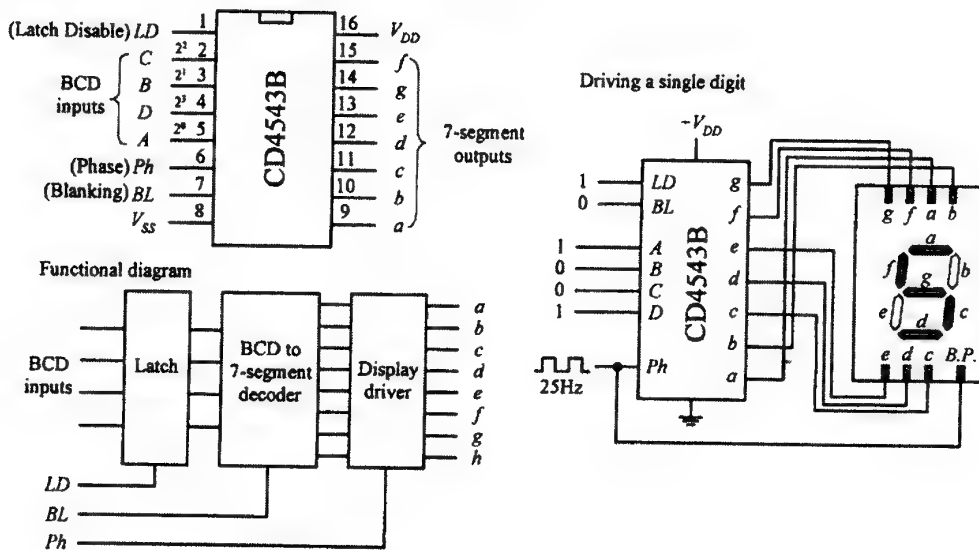 (Latch Disable) LD 1
C 2² 2
BCD inputs
B 2¹ 3
D 2³ 4
A 2⁰ 5
(Phase) Ph 6
(Blanking) BL 7
V_SS 8
CD4543B
16 V_DD
15 f
14 g
13 e
12 d
11 c
10 b
9 a
7-segment
outputs
Functional diagram
BCD
inputs
Latch
BCD to
7-segment
decoder
Display
driver
a
b
c
d
e
f
g
h
LD
BL
Ph
Driving a single digit
-V_DD
1 LD
0 BL
1 A
0 B
0 C
1 D
25Hz
Ph
CD4543B
g
f
e
d
c
b
a
g f a b
a
f
b
g
e
c
d
e d c B.P.